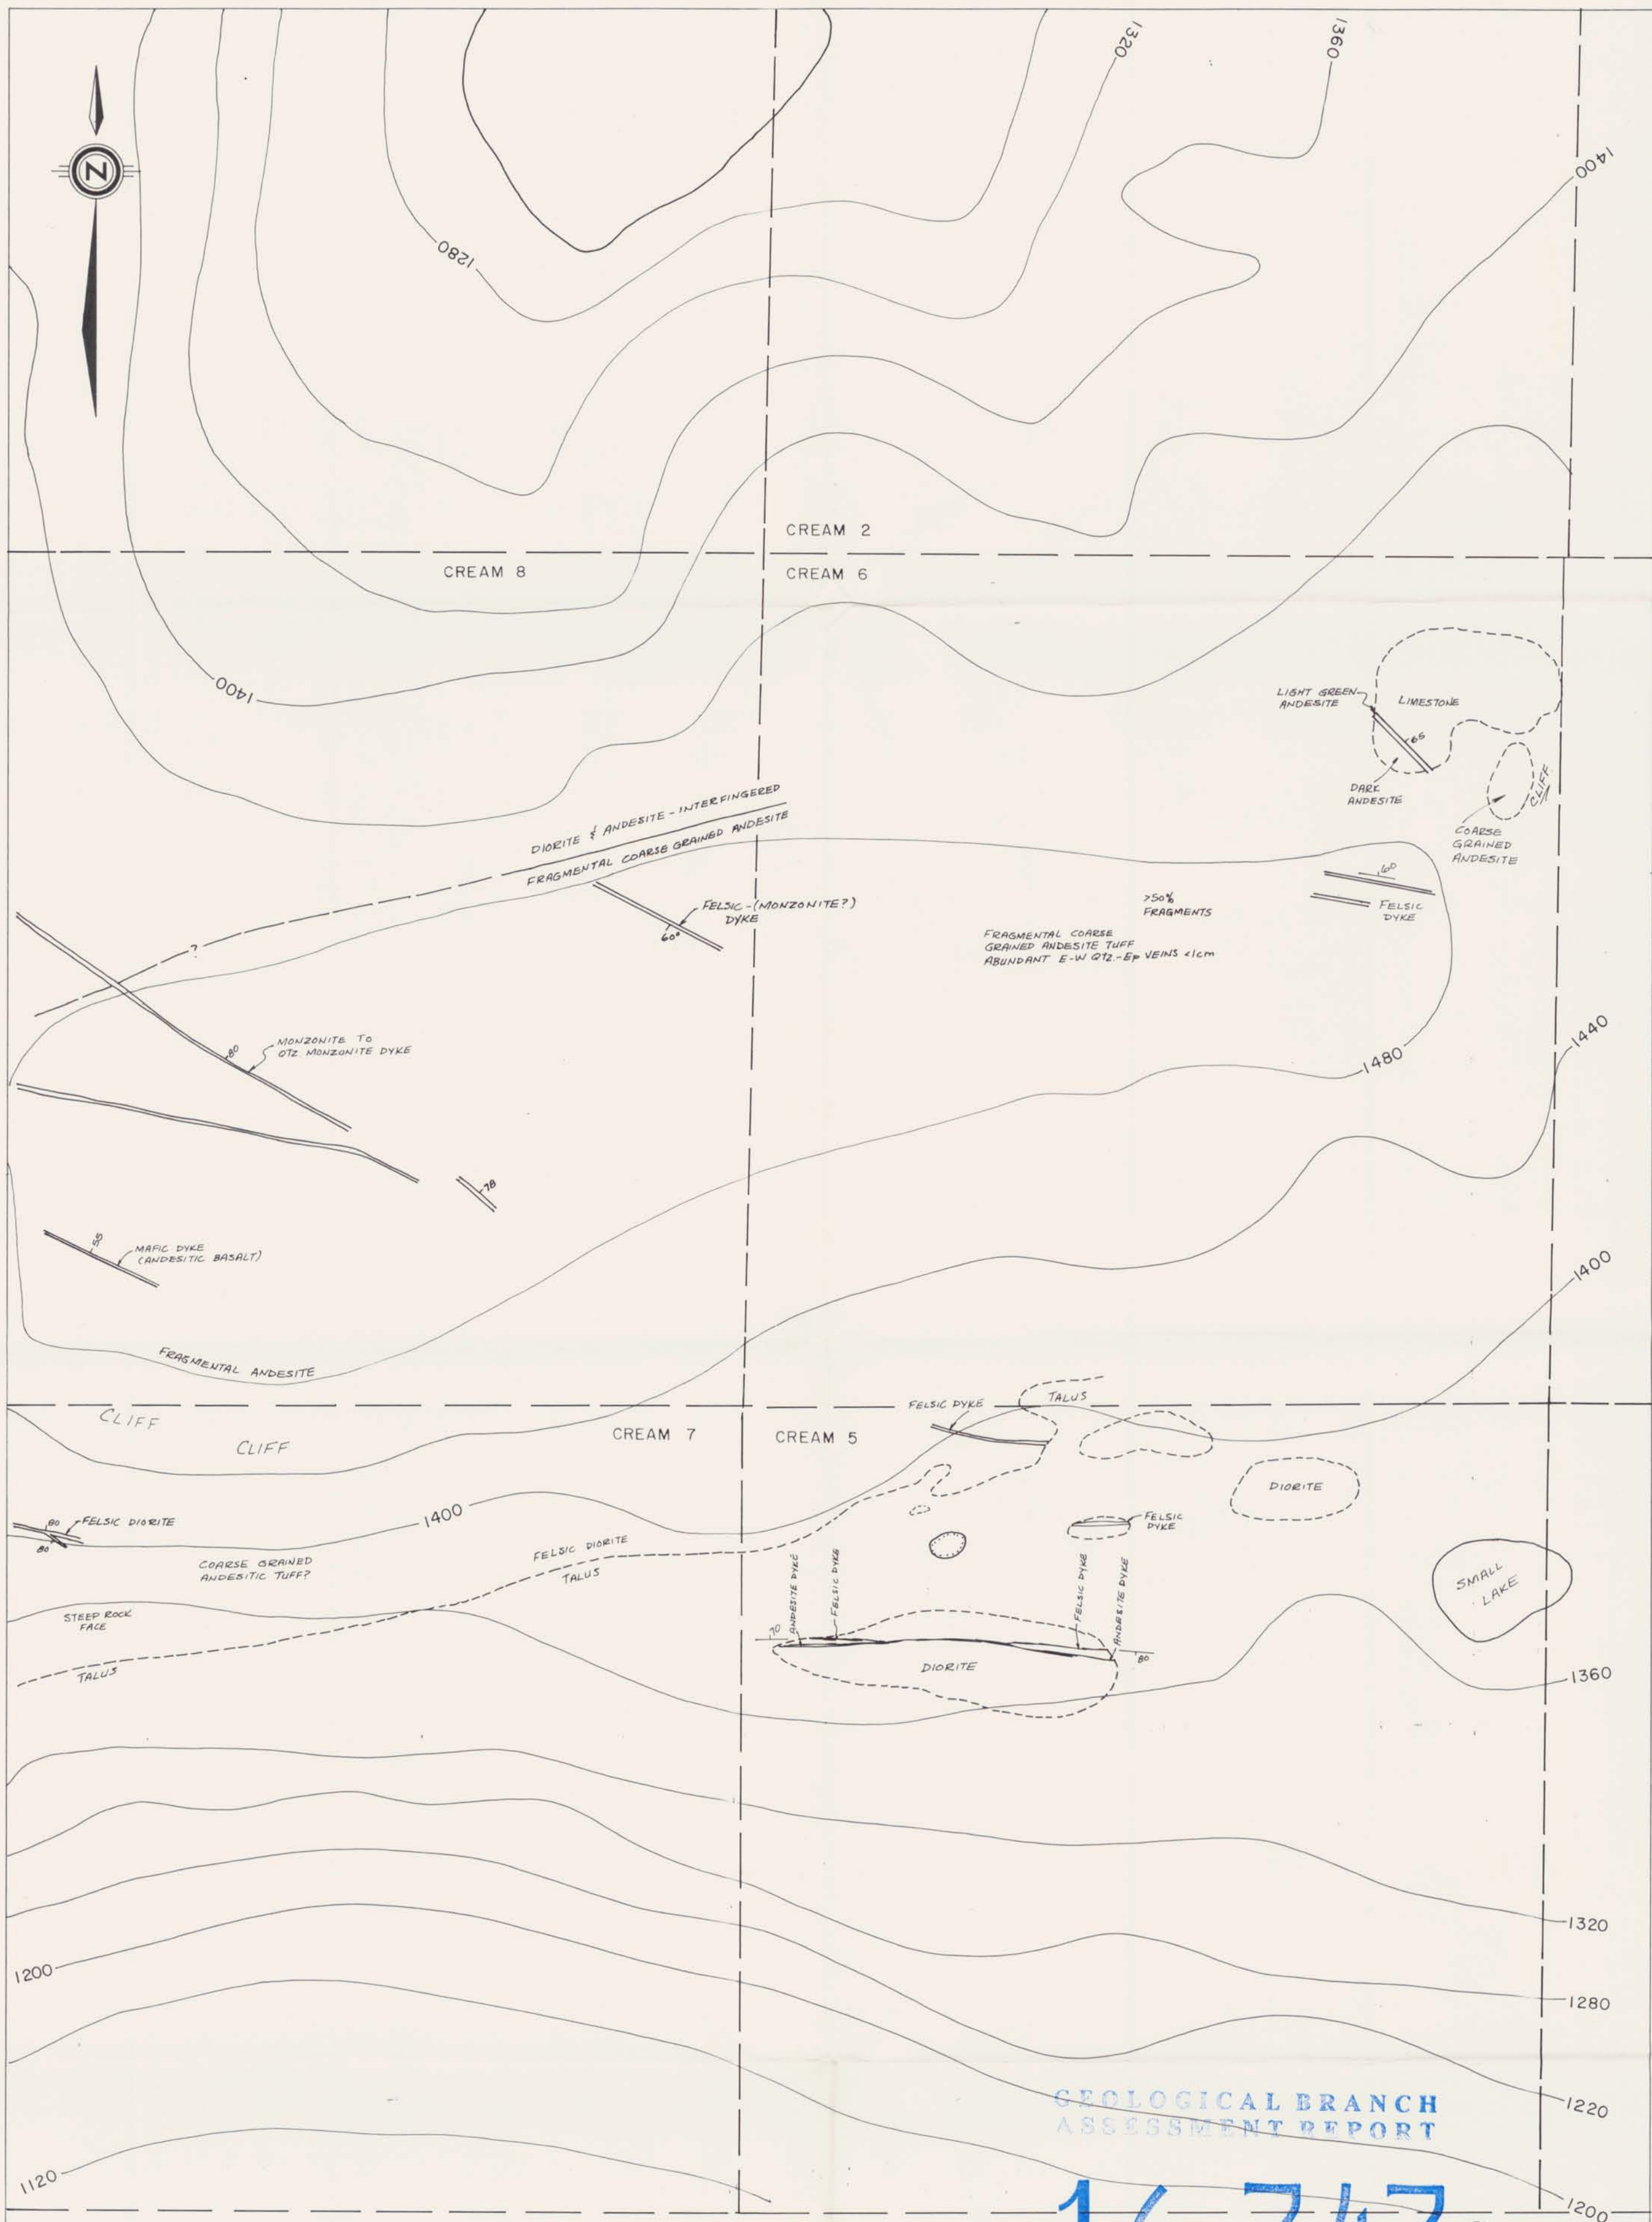 1320
1360
1400
N
1280
CREAM 2
CREAM 8
CREAM 6
1400
LIGHT GREEN
ANDESITE
LIMESTONE
65
DARK
ANDESITE
CLIFF
COARSE
GRAINED
ANDESITE
DIORITE & ANDESITE - INTERFINGERED
FRAGMENTAL COARSE GRAINED ANDESITE
FELSIC-(MONZONITE?)
DYKE
60°
>50%
FRAGMENTS
60
FELSIC
DYKE
FRAGMENTAL COARSE
GRAINED ANDESITE TUFF
ABUNDANT E-W QTZ.-Ep VEINS <1cm
?
MONZONITE TO
QTZ MONZONITE DYKE
80
1480
1440
78
55
MAFIC DYKE
(ANDESITIC BASALT)
1400
FRAGMENTAL ANDESITE
CLIFF
CLIFF
CREAM 7
CREAM 5
FELSIC DYKE
TALUS
DIORITE
80
FELSIC DIORITE
80
1400
FELSIC
DYKE
COARSE GRAINED
ANDESITIC TUFF?
FELSIC DIORITE
TALUS
ANDESITE DYKE
FELSIC DYKE
FELSIC DYKE
ANDESITE DYKE
SMALL
LAKE
STEEP ROCK
FACE
TALUS
70
80
DIORITE
1360
1320
1200
1280
1220
GEOLOGICAL BRANCH
ASSESSMENT REPORT
1120
1200